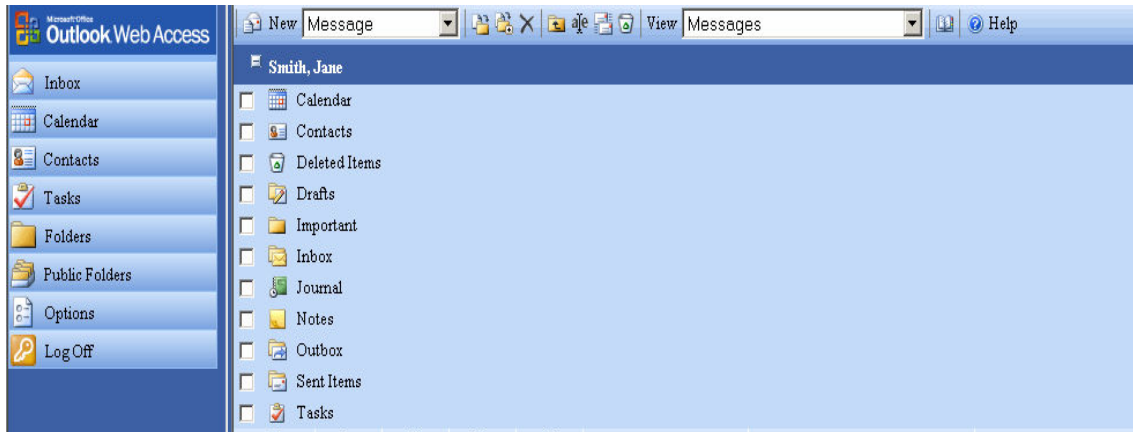 Microsoft Office
Outlook Web Access
Inbox
Calendar
Contacts
Tasks
Folders
Public Folders
Options
Log Off
New Message View Messages Help
Smith, Jane
Calendar
Contacts
Deleted Items
Drafts
Important
Inbox
Journal
Notes
Outbox
Sent Items
Tasks